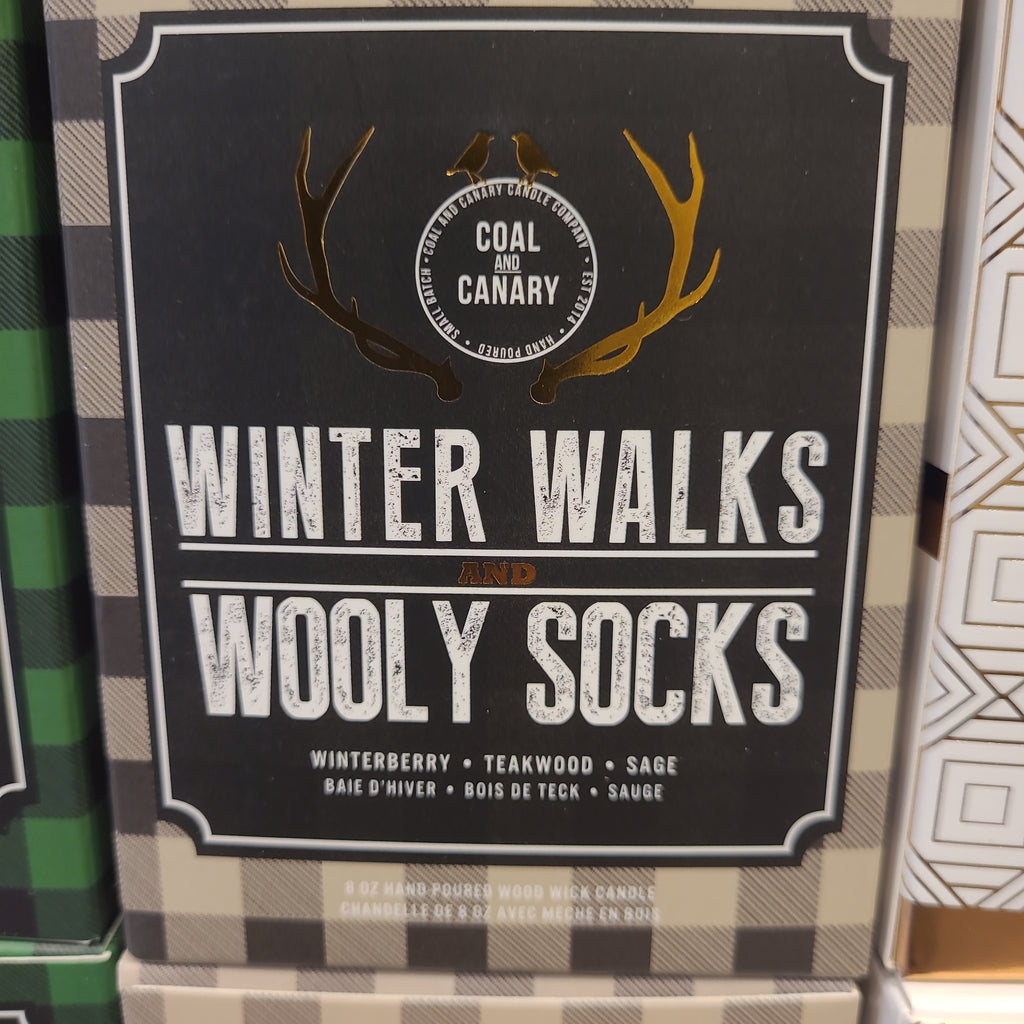 COAL AND CANARY CANDLE COMPANY • EST 2014 • HAND POURED • SMALL BATCH •
COAL
AND
CANARY
WINTER WALKS
AND
WOOLY SOCKS
WINTERBERRY • TEAKWOOD • SAGE
BAIE D'HIVER • BOIS DE TECK • SAUGE
8 OZ HAND POURED WOOD WICK CANDLE
CHANDELLE DE 8 OZ AVEC MECHE EN BOIS